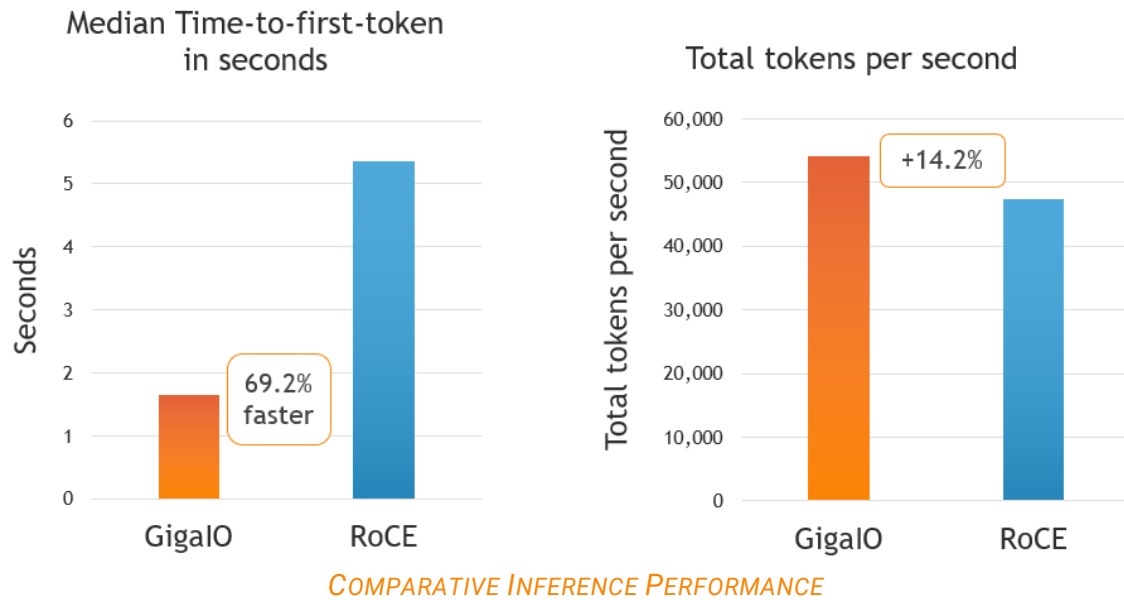 Median Time-to-first-token
in seconds
Seconds
6
5
4
3
2
1
0
69.2%
faster
GigaIO
RoCE
Total tokens per second
Total tokens per second
60,000
50,000
40,000
30,000
20,000
10,000
0
+14.2%
GigaIO
RoCE
COMPARATIVE INFERENCE PERFORMANCE